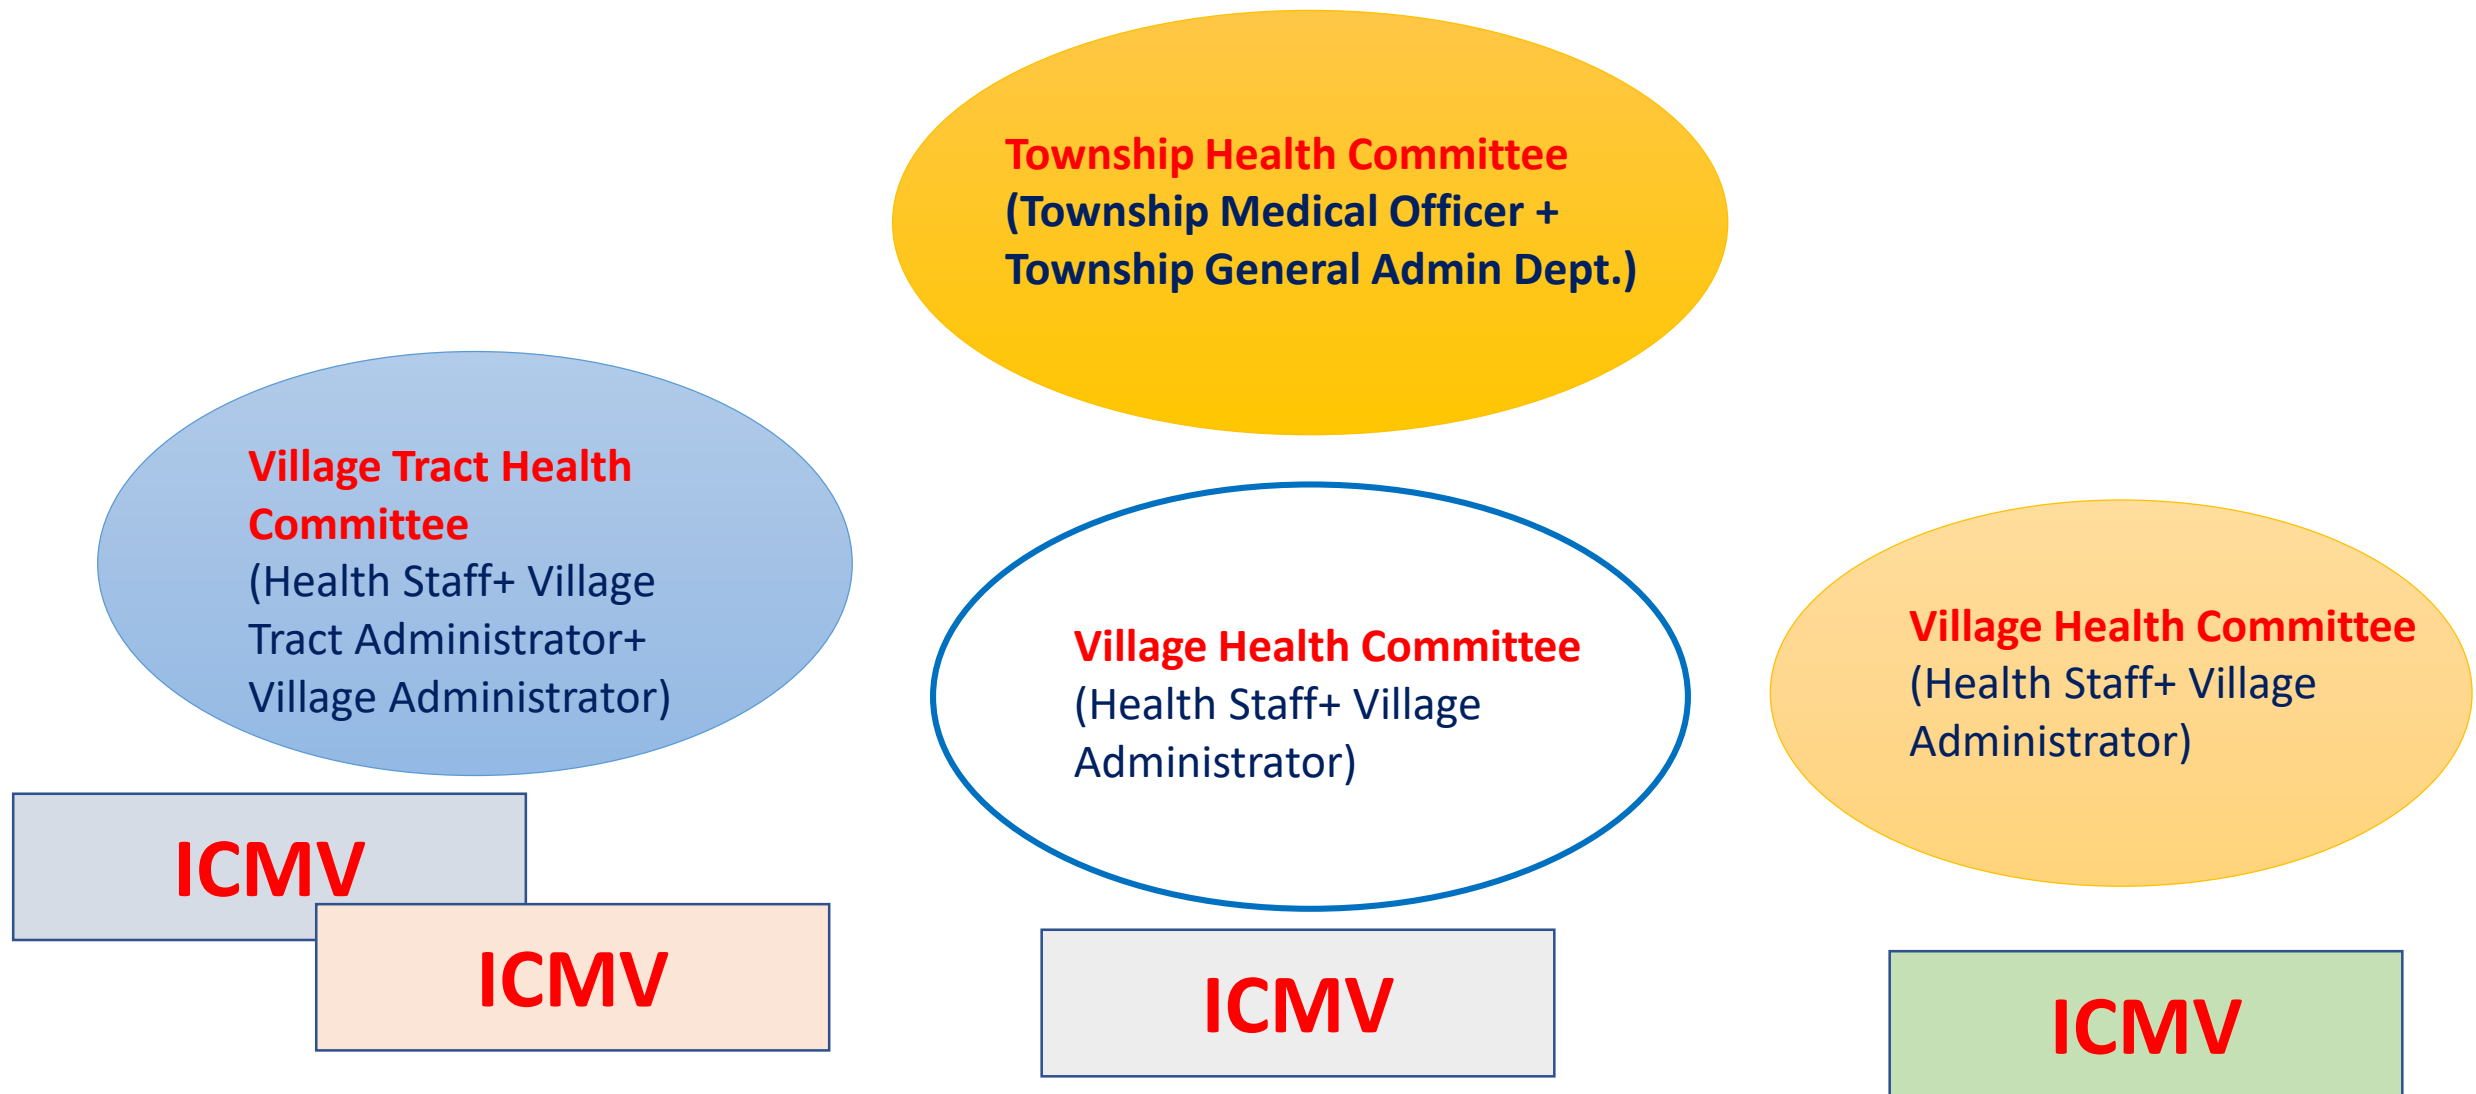 Township Health Committee
(Township Medical Officer +
Township General Admin Dept.)
Village Tract Health
Committee
(Health Staff+ Village
Tract Administrator+
Village Administrator)
Village Health Committee
(Health Staff+ Village
Administrator)
Village Health Committee
(Health Staff+ Village
Administrator)
ICMV
ICMV
ICMV
ICMV